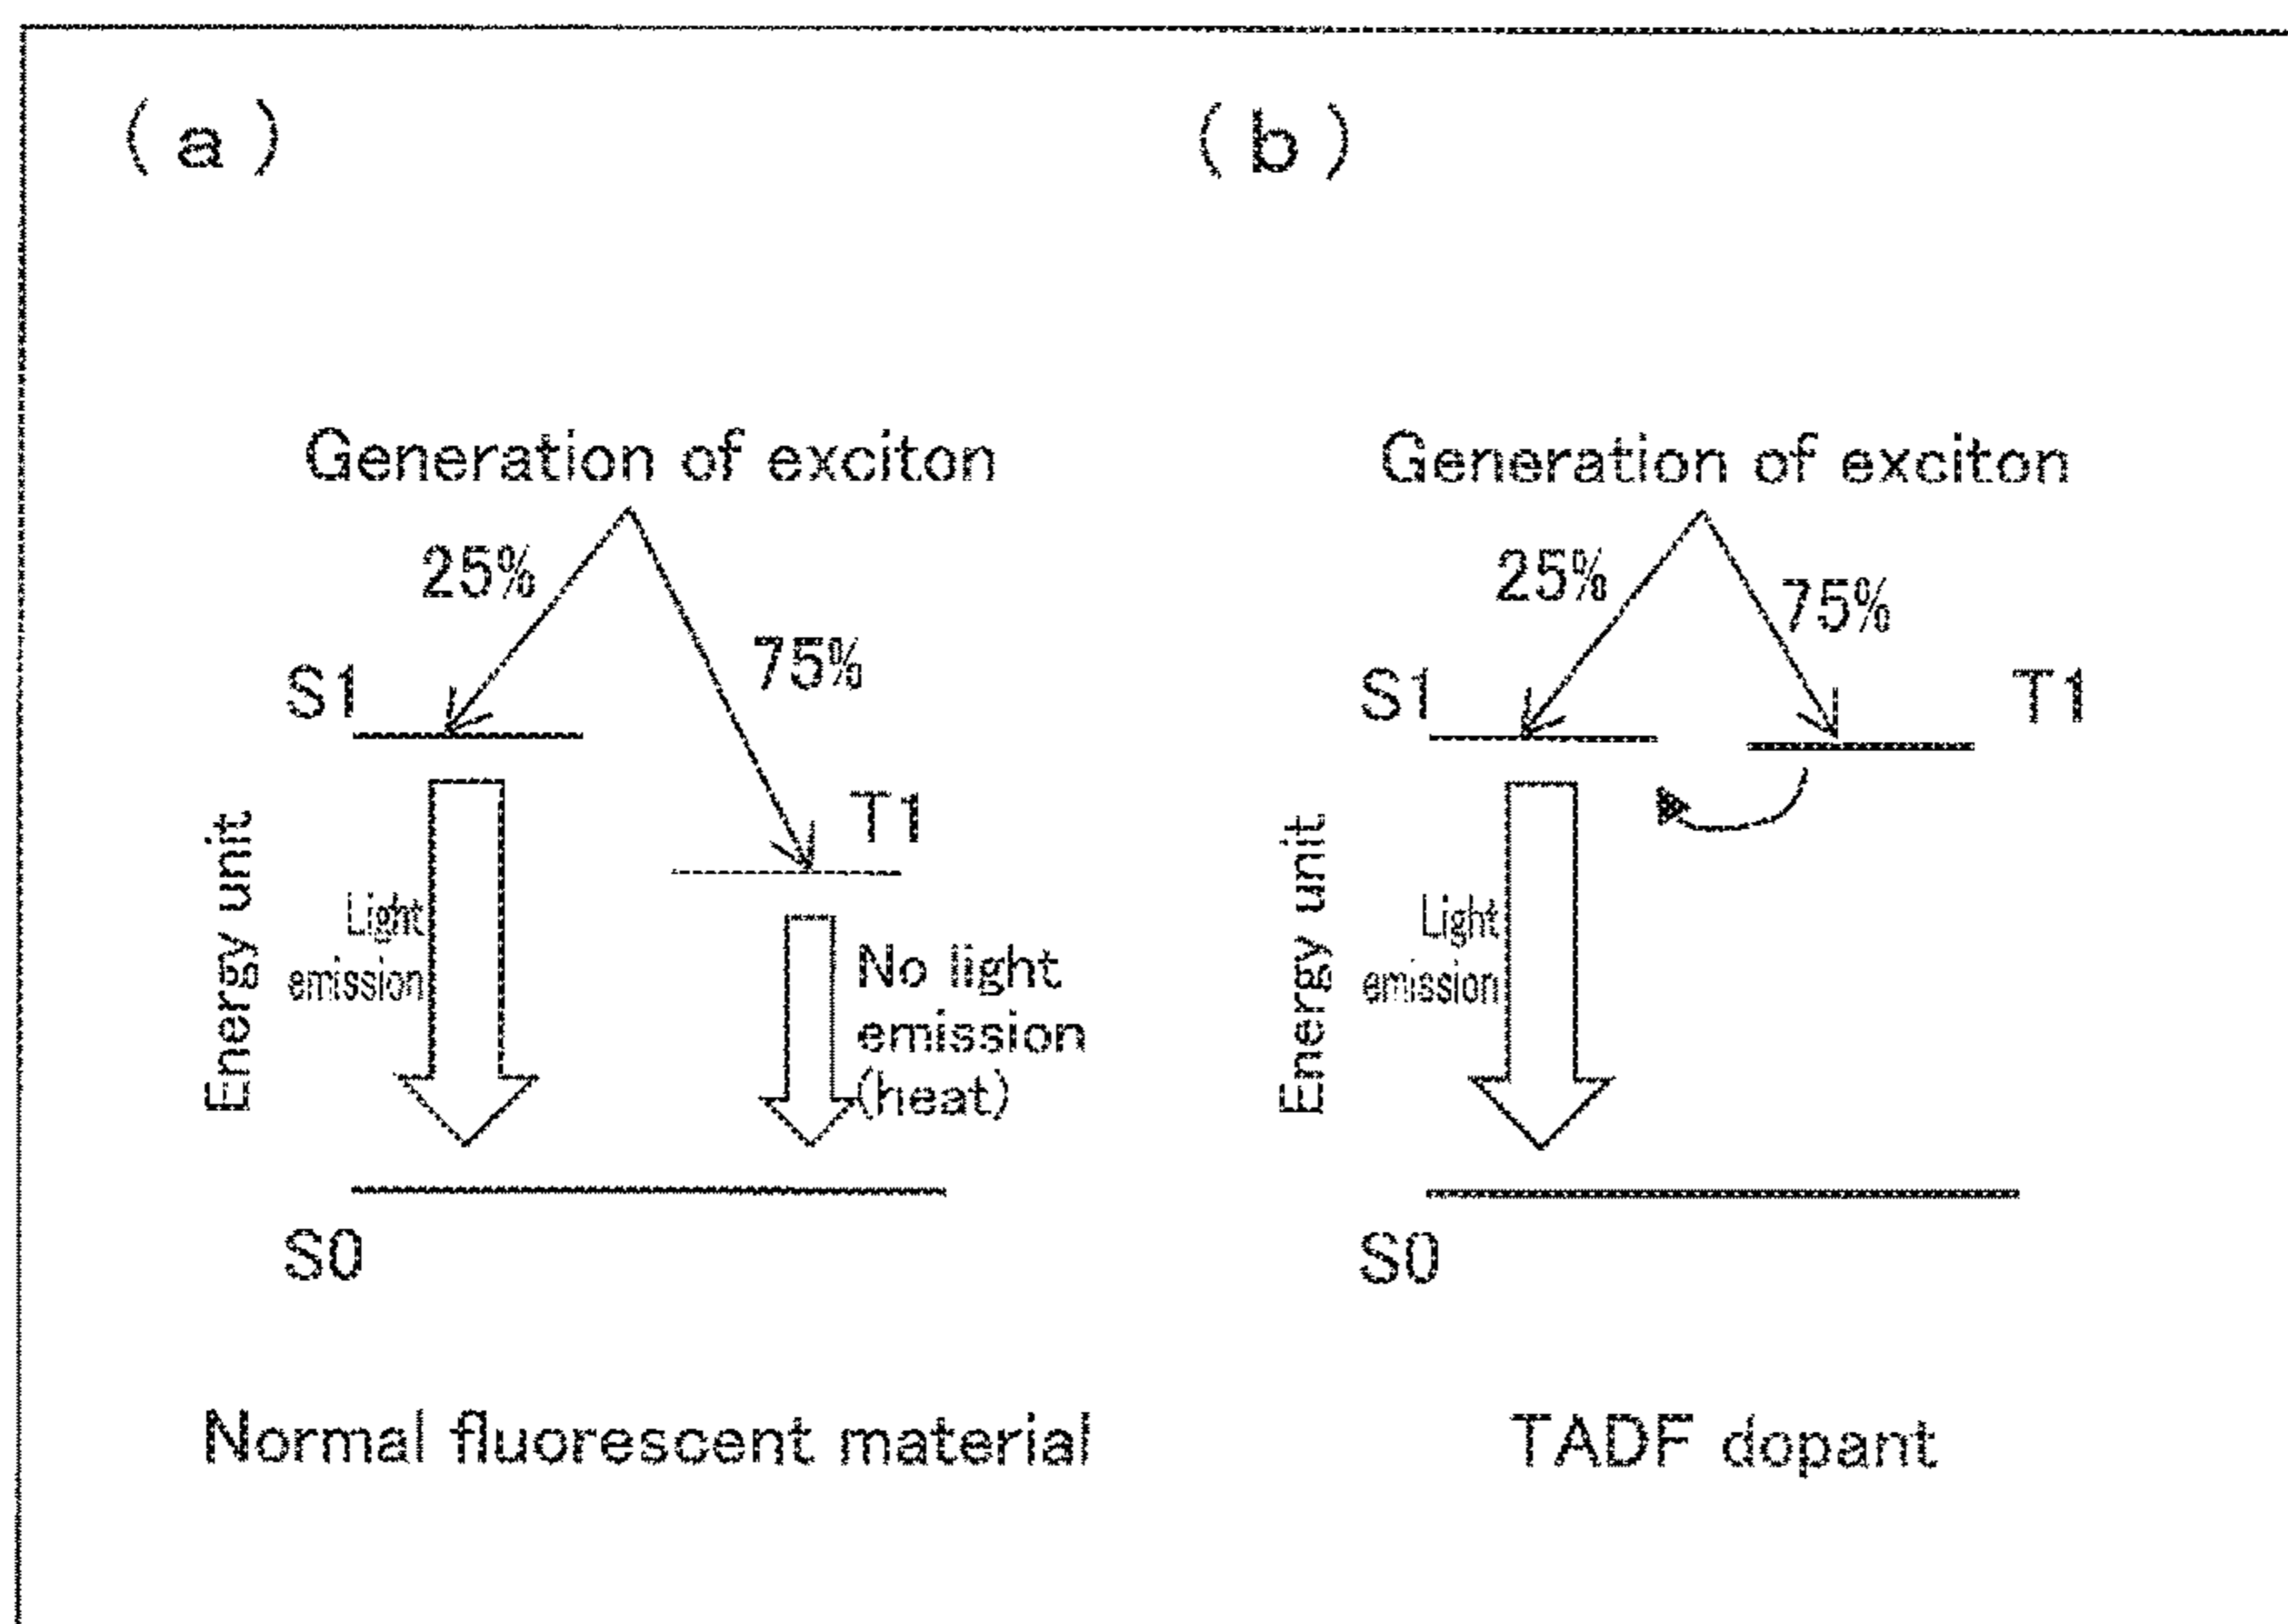 (a)
Generation of exciton
25%
75%
S1
T1
Energy unit
Light
emission
No light
emission
(heat)
S0
Normal fluorescent material
(b)
Generation of exciton
25%
75%
S1
T1
Energy unit
Light
emission
S0
TADF dopant